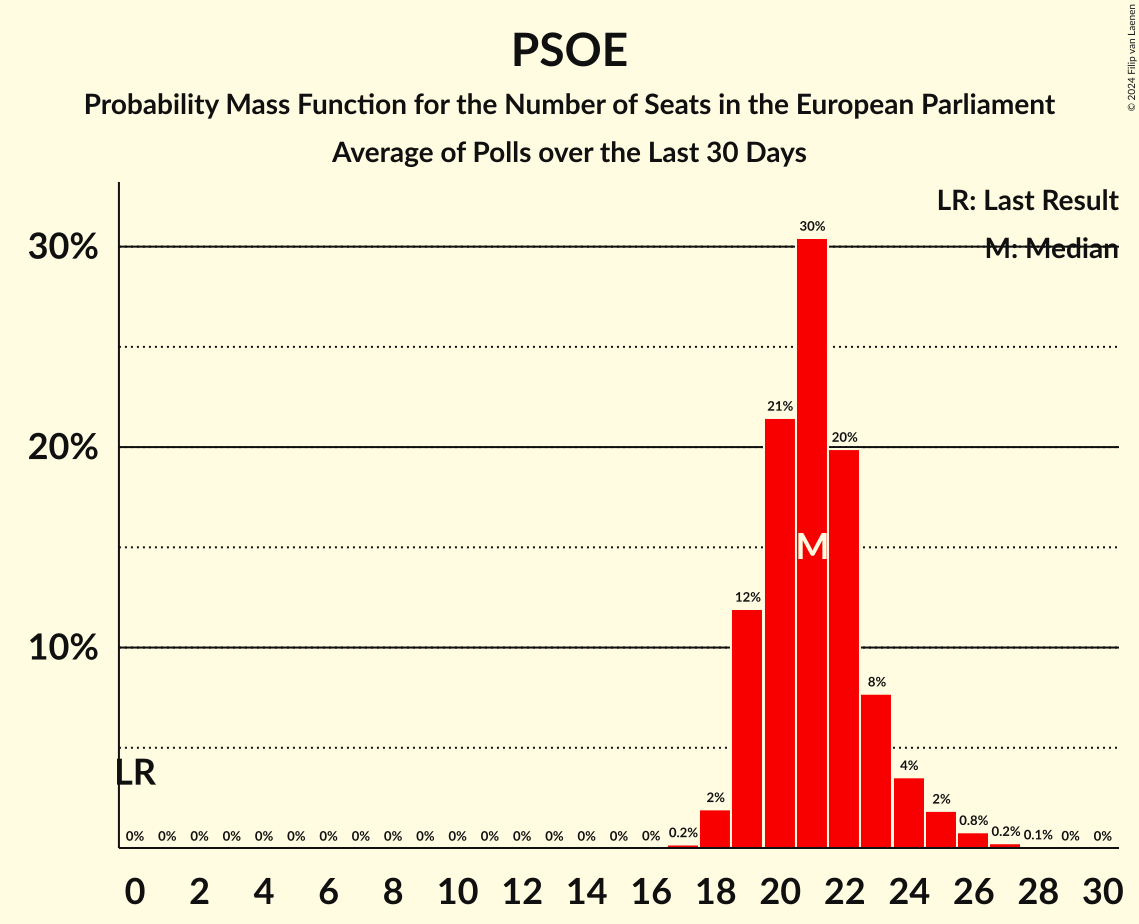 PSOE
Probability Mass Function for the Number of Seats in the European Parliament
Average of Polls over the Last 30 Days
© 2024 Filip van Laenen
LR: Last Result
M: Median
30%
20%
10%
30%
21%
20%
M
12%
8%
LR
4%
2%
2%
0% 0% 0% 0% 0% 0% 0% 0% 0% 0% 0% 0% 0% 0% 0% 0% 0% 0.2% 0.8% 0.2% 0.1% 0% 0%
0 2 4 6 8 10 12 14 16 18 20 22 24 26 28 30